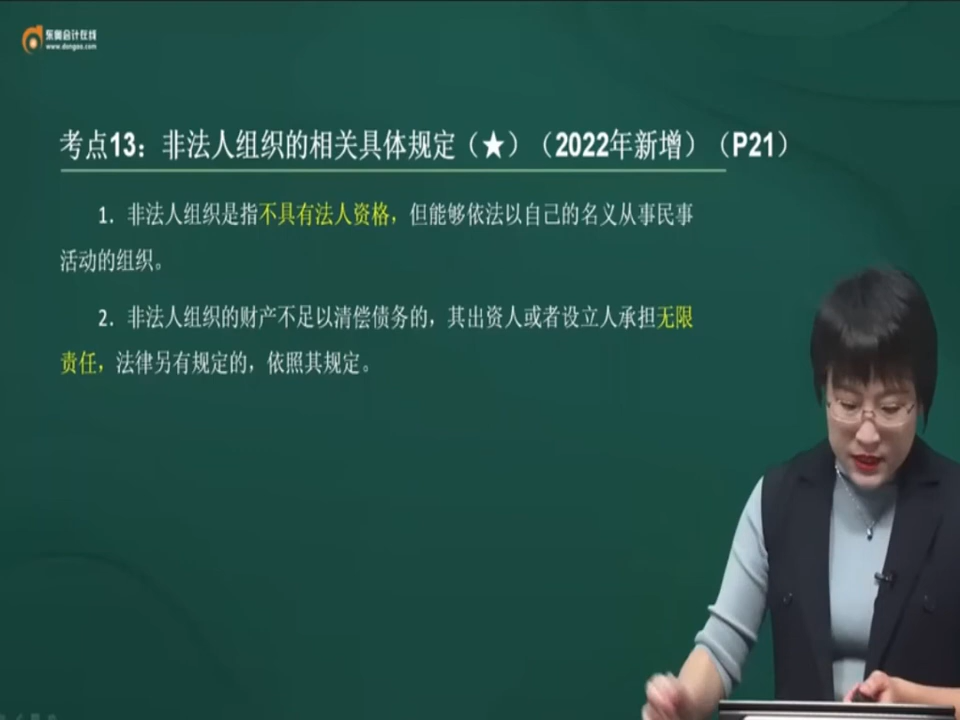 东奥会计在线
www.dongao.com
考点13：非法人组织的相关具体规定（★）（2022年新增）（P21）
1. 非法人组织是指不具有法人资格，但能够依法以自己的名义从事民事
活动的组织。
2. 非法人组织的财产不足以清偿债务的，其出资人或者设立人承担无限
责任，法律另有规定的，依照其规定。